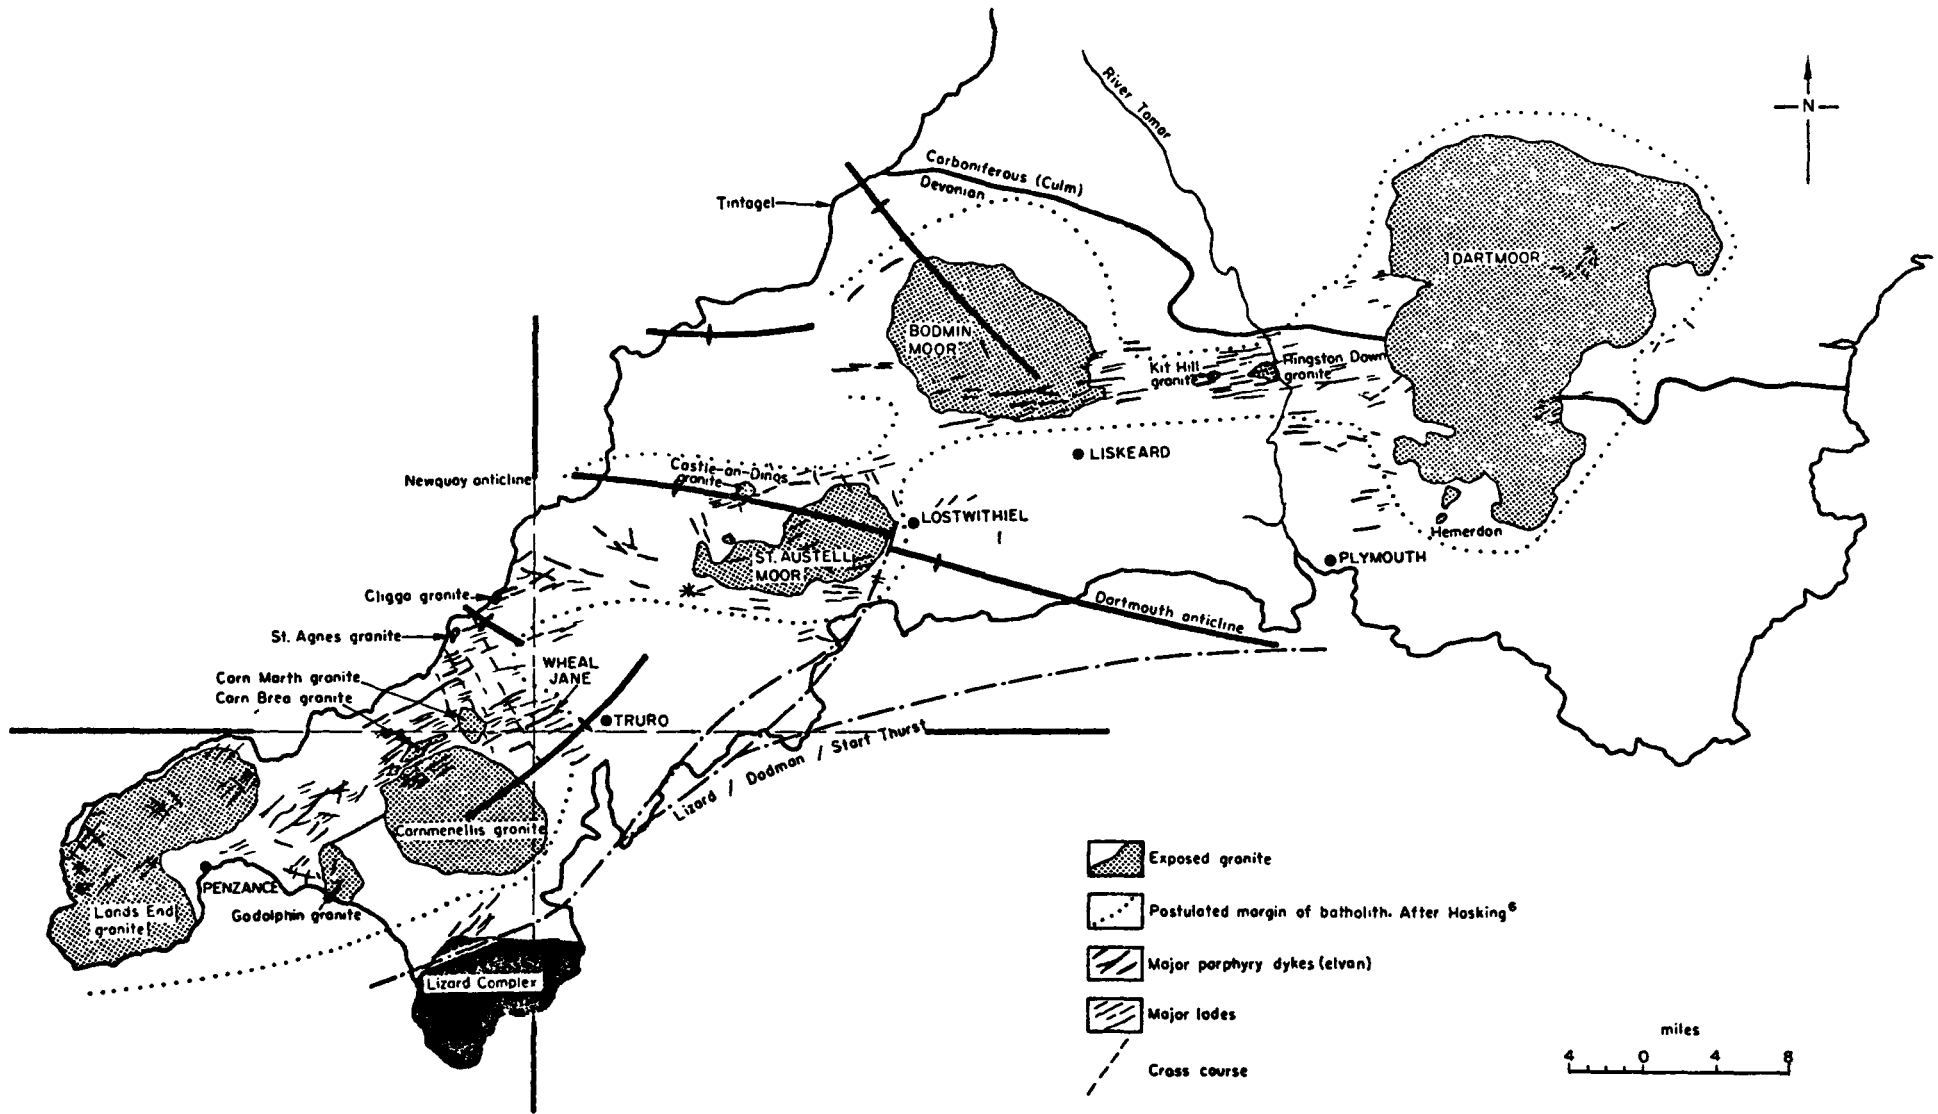 River Tamar
N
Carboniferous (Culm)
Devonian
Tintagel
DARTMOOR
BODMIN
MOOR
Kit Hill
granite
Hingston Down
granite
LISKEARD
Castle-an-Dinas
granite
Newquay anticline
LOSTWITHIEL
Hemerdon
ST. AUSTELL
MOOR
PLYMOUTH
Cligga granite
Dartmouth anticline
St. Agnes granite
WHEAL
JANE
Carn Marth granite
Carn Brea granite
TRURO
Lizard / Dodman / Start Thurst
Carnmenellis granite
PENZANCE
Godolphin granite
Lands End
granite
Lizard Complex
Exposed granite
Postulated margin of batholith. After Hosking6
Major porphyry dykes (elvan)
Major lodes
Cross course
miles
4 0 4 8